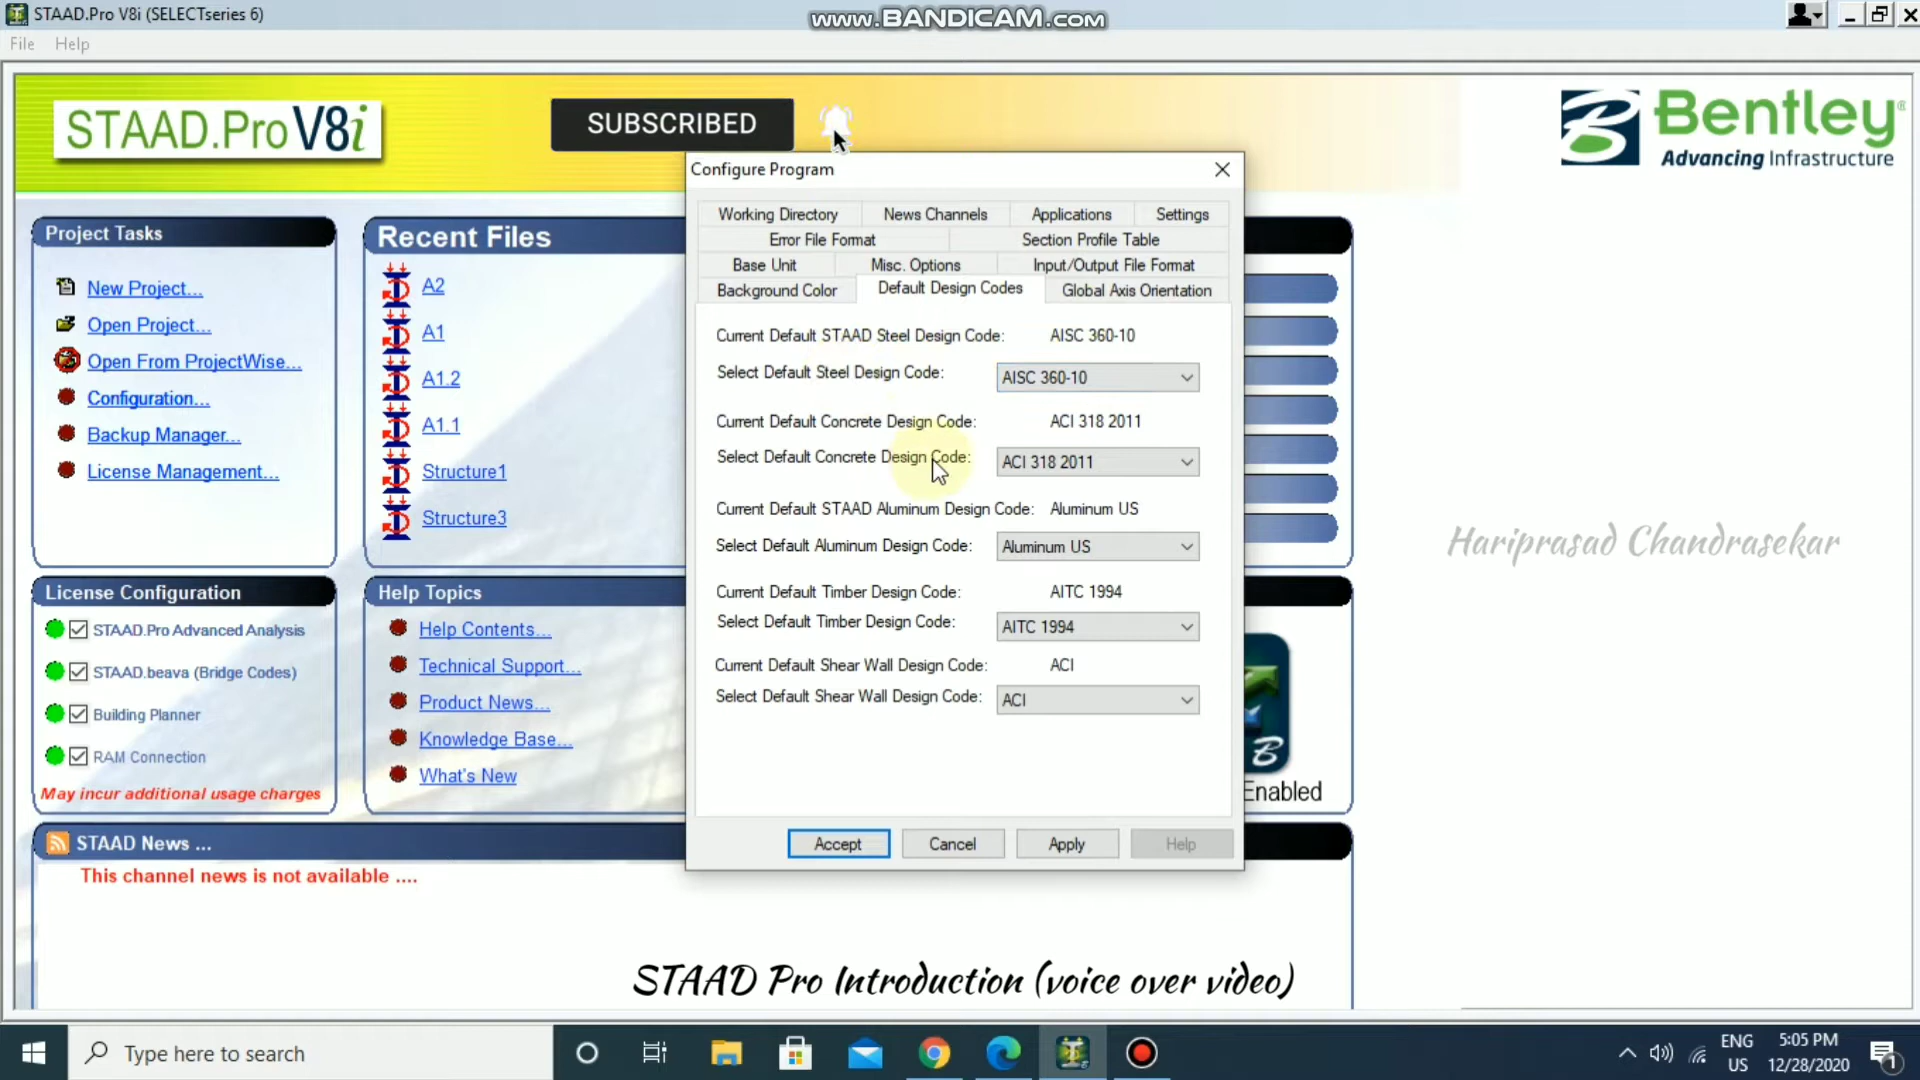 STAAD.Pro V8i (SELECTseries 6)
www.BANDICAM.com
File Help
STAAD.Pro V8i
SUBSCRIBED
Bentley®
Advancing Infrastructure
Project Tasks
New Project...
Open Project...
Open From ProjectWise...
Configuration...
Backup Manager...
License Management...
Recent Files
A2
A1
A1.2
A1.1
Structure1
Structure3
License Configuration
STAAD.Pro Advanced Analysis
STAAD.beava (Bridge Codes)
Building Planner
RAM Connection
May incur additional usage charges
Help Topics
Help Contents...
Technical Support...
Product News...
Knowledge Base...
What's New
Enabled
STAAD News ...
This channel news is not available ....
Configure Program
Working Directory News Channels Applications Settings
Error File Format Section Profile Table
Base Unit Misc. Options Input/Output File Format
Background Color Default Design Codes Global Axis Orientation
Current Default STAAD Steel Design Code: AISC 360-10
Select Default Steel Design Code: AISC 360-10
Current Default Concrete Design Code: ACI 318 2011
Select Default Concrete Design Code: ACI 318 2011
Current Default STAAD Aluminum Design Code: Aluminum US
Select Default Aluminum Design Code: Aluminum US
Current Default Timber Design Code: AITC 1994
Select Default Timber Design Code: AITC 1994
Current Default Shear Wall Design Code: ACI
Select Default Shear Wall Design Code: ACI
Accept Cancel Apply Help
Hariprasad Chandrasekar
STAAD Pro Introduction (voice over video)
Type here to search
ENG
US
5:05 PM
12/28/2020
1